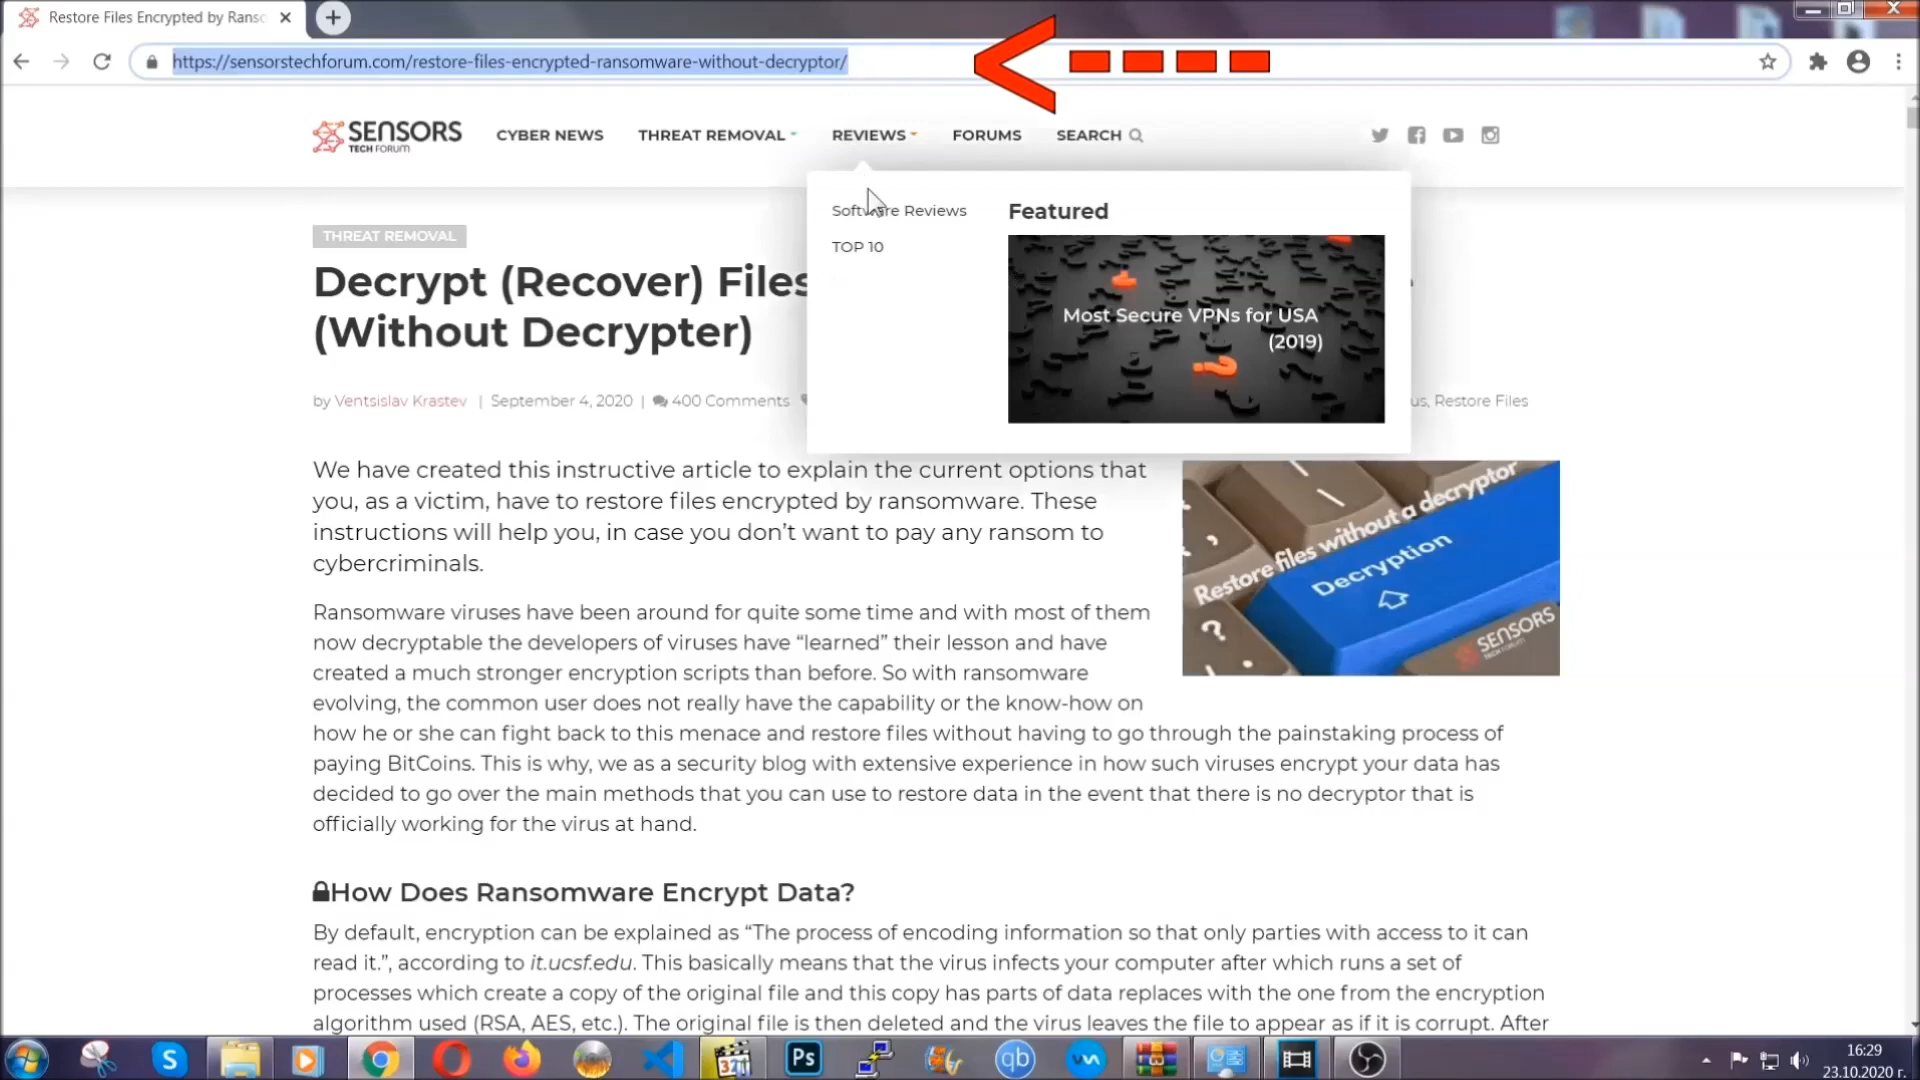 Restore Files Encrypted by Ranso
https://sensorstechforum.com/restore-files-encrypted-ransomware-without-decryptor/
SENSORS
TECH FORUM
CYBER NEWS
THREAT REMOVAL
REVIEWS
FORUMS
SEARCH
Software Reviews
TOP 10
Featured
Most Secure VPNs for USA
(2019)
THREAT REMOVAL
Decrypt (Recover) Files
(Without Decrypter)
by Ventsislav Krastev | September 4, 2020 | 400 Comments
us, Restore Files
We have created this instructive article to explain the current options that
you, as a victim, have to restore files encrypted by ransomware. These
instructions will help you, in case you don’t want to pay any ransom to
cybercriminals.
Restore files without a decryptor
Decryption
SENSORS
Ransomware viruses have been around for quite some time and with most of them
now decryptable the developers of viruses have “learned” their lesson and have
created a much stronger encryption scripts than before. So with ransomware
evolving, the common user does not really have the capability or the know-how on
how he or she can fight back to this menace and restore files without having to go through the painstaking process of
paying BitCoins. This is why, we as a security blog with extensive experience in how such viruses encrypt your data has
decided to go over the main methods that you can use to restore data in the event that there is no decryptor that is
officially working for the virus at hand.
How Does Ransomware Encrypt Data?
By default, encryption can be explained as “The process of encoding information so that only parties with access to it can
read it.”, according to it.ucsf.edu. This basically means that the virus infects your computer after which runs a set of
processes which create a copy of the original file and this copy has parts of data replaces with the one from the encryption
algorithm used (RSA, AES, etc.). The original file is then deleted and the virus leaves the file to appear as if it is corrupt. After
S
321
Ps
qb
16:29
23.10.2020 г.